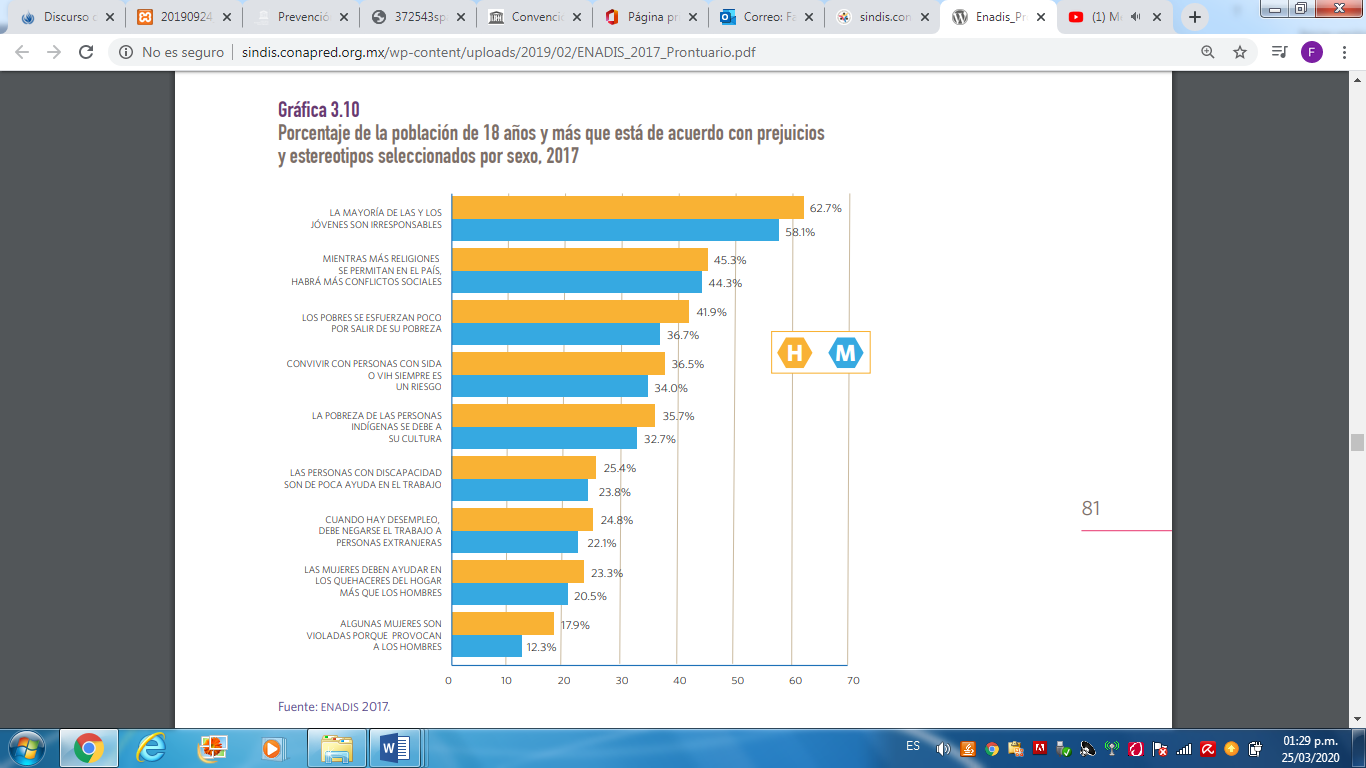 Discurso d
20190924
Prevenció
372543sp
Convenció
Página pr
Correo: Fa
sindis.con
Enadis_Pr
(1) M
No es seguro
sindis.conapred.org.mx/wp-content/uploads/2019/02/ENADIS_2017_Prontuario.pdf
F
Gráfica 3.10
Porcentaje de la población de 18 años y más que está de acuerdo con prejuicios
y estereotipos seleccionados por sexo, 2017
LA MAYORÍA DE LAS Y LOS
JÓVENES SON IRRESPONSABLES
62.7%
58.1%
MIENTRAS MÁS RELIGIONES
SE PERMITAN EN EL PAÍS,
HABRÁ MÁS CONFLICTOS SOCIALES
45.3%
44.3%
LOS POBRES SE ESFUERZAN POCO
POR SALIR DE SU POBREZA
41.9%
36.7%
H M
CONVIVIR CON PERSONAS CON SIDA
O VIH SIEMPRE ES
UN RIESGO
36.5%
34.0%
LA POBREZA DE LAS PERSONAS
INDÍGENAS SE DEBE A
SU CULTURA
35.7%
32.7%
LAS PERSONAS CON DISCAPACIDAD
SON DE POCA AYUDA EN EL TRABAJO
25.4%
23.8%
CUANDO HAY DESEMPLEO,
DEBE NEGARSE EL TRABAJO A
PERSONAS EXTRANJERAS
24.8%
22.1%
LAS MUJERES DEBEN AYUDAR EN
LOS QUEHACERES DEL HOGAR
MÁS QUE LOS HOMBRES
23.3%
20.5%
ALGUNAS MUJERES SON
VIOLADAS PORQUE PROVOCAN
A LOS HOMBRES
17.9%
12.3%
0 10 20 30 40 50 60 70
Fuente: ENADIS 2017.
81
ES
01:29 p.m.
25/03/2020